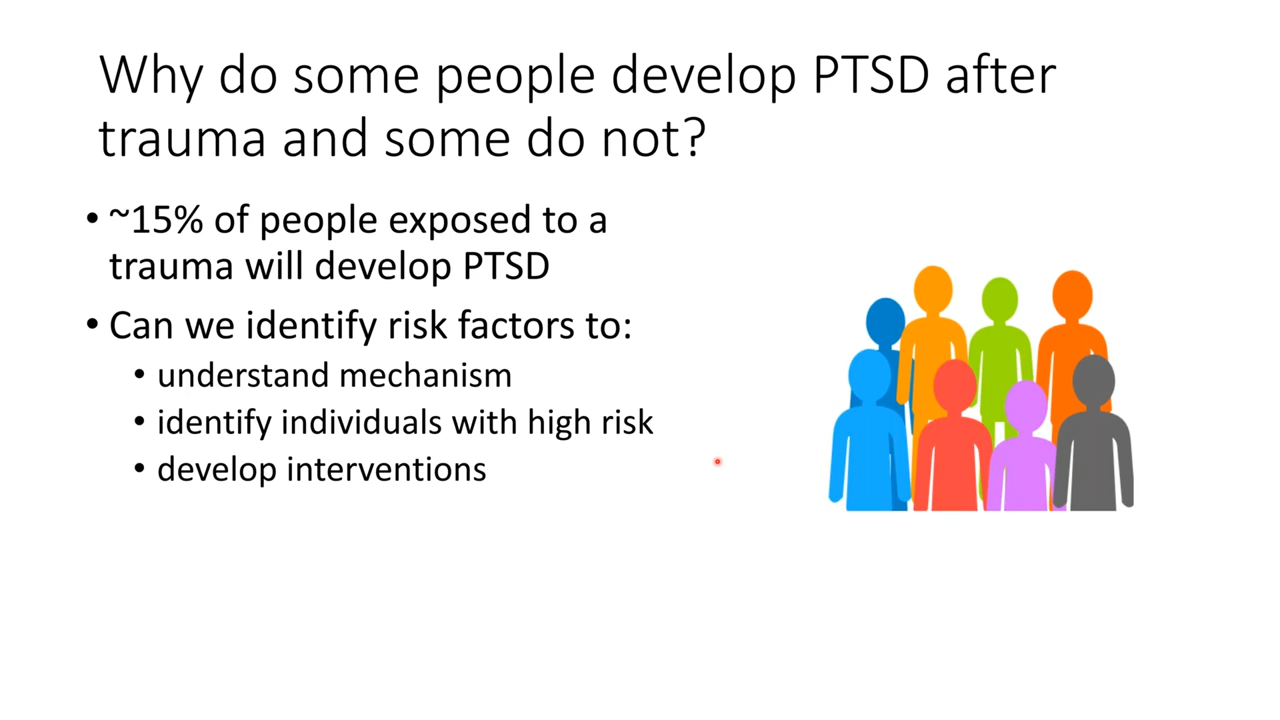 Why do some people develop PTSD after
trauma and some do not?
• ~15% of people exposed to a
trauma will develop PTSD
• Can we identify risk factors to:
• understand mechanism
• identify individuals with high risk
• develop interventions